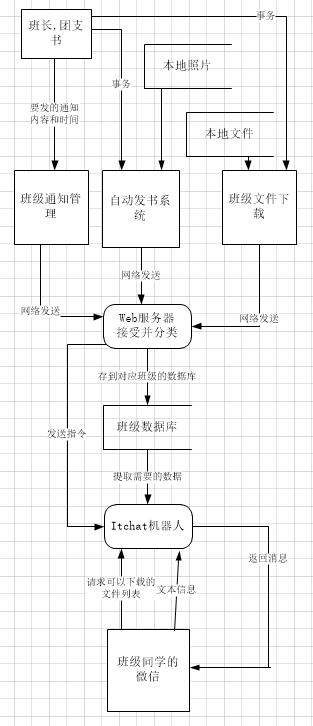 班长,团支
书
事务
本地照片
事务
要发的通知
内容和时间
本地文件
班级通知管
理
自动发书系
统
班级文件下
载
网络发送
网络发送
网络发送
Web服务器
接受并分类
存到对应班级的数据库
班级数据库
发送指令
提取需要的数据
Itchat机器人
返回消息
请求可以下载的
文件列表
文本信息
班级同学的
微信